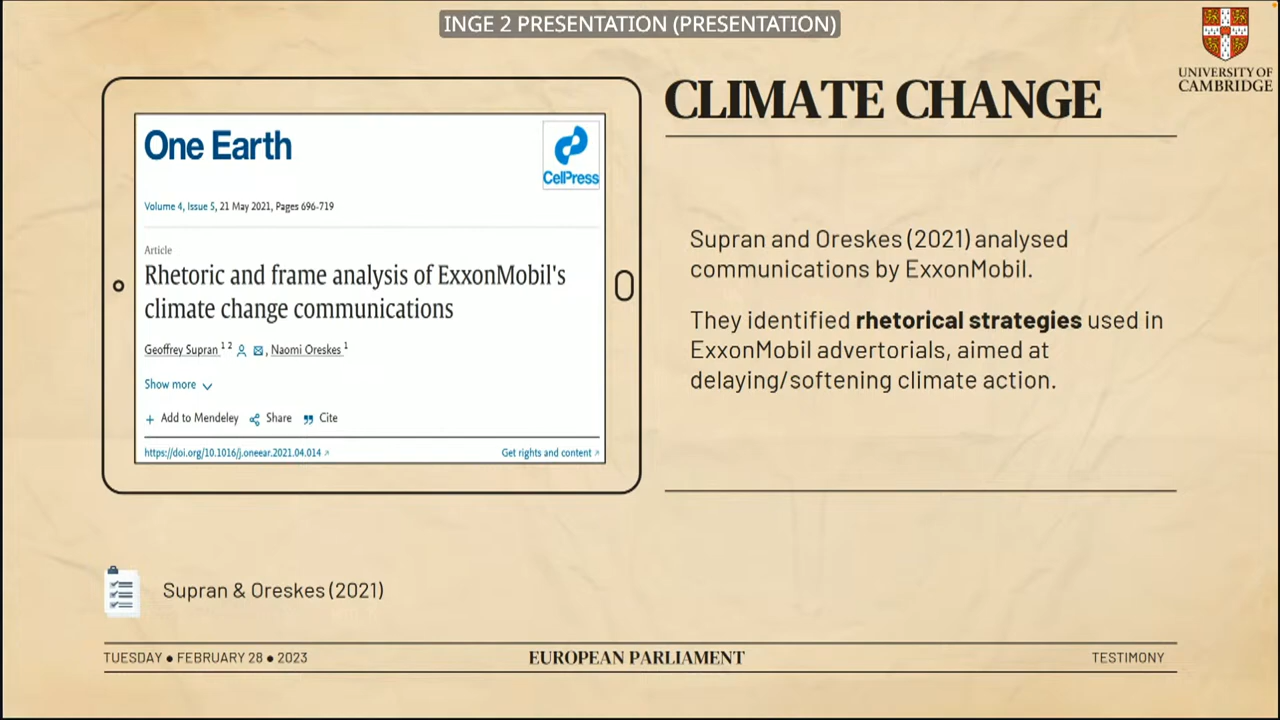 INGE 2 PRESENTATION (PRESENTATION)
UNIVERSITY OF
CAMBRIDGE
One Earth
CellPress
Volume 4, Issue 5, 21 May 2021, Pages 696-719
Article
Rhetoric and frame analysis of ExxonMobil's
climate change communications
Geoffrey Supran 1 2 , Naomi Oreskes 1
Show more
+ Add to Mendeley Share Cite
https://doi.org/10.1016/j.oneear.2021.04.014 Get rights and content
CLIMATE CHANGE
Supran and Oreskes (2021) analysed
communications by ExxonMobil.
They identified rhetorical strategies used in
ExxonMobil advertorials, aimed at
delaying/softening climate action.
Supran & Oreskes (2021)
TUESDAY ● FEBRUARY 28 ● 2023 EUROPEAN PARLIAMENT TESTIMONY